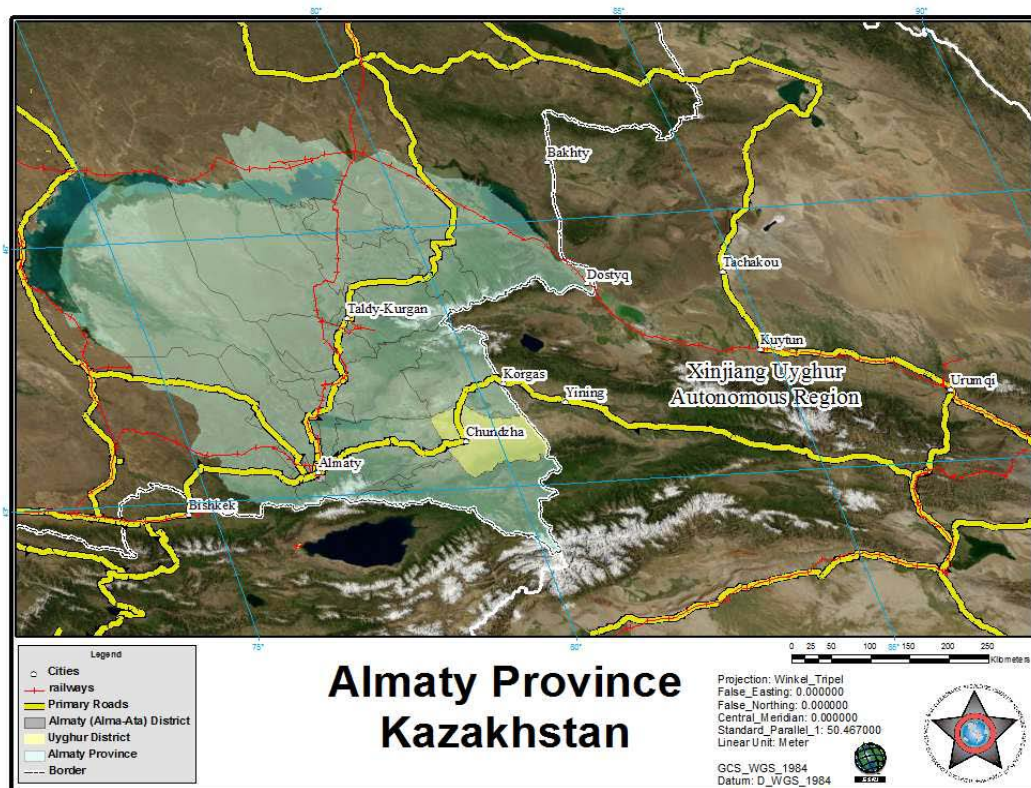 80°
85°
90°
Bakhty
45°
Dostyq
Tachakou
Taldy-Kurgan
Kuytun
Korgas
Xinjiang Uyghur
Autonomous Region
Urumqi
Yining
Chundzha
Almaty
Bishkek
75°
80°
85°
Legend
Cities
railways
Primary Roads
Almaty (Alma-Ata) District
Uyghur District
Almaty Province
Border
Almaty Province
Kazakhstan
0 25 50 100 150 200 250
Kilometers
Projection: Winkel_Tripel
False_Easting: 0.000000
False_Northing: 0.000000
Central_Meridian: 0.000000
Standard_Parallel_1: 50.467000
Linear Unit: Meter
GCS_WGS_1984
Datum: D_WGS_1984
ESRI